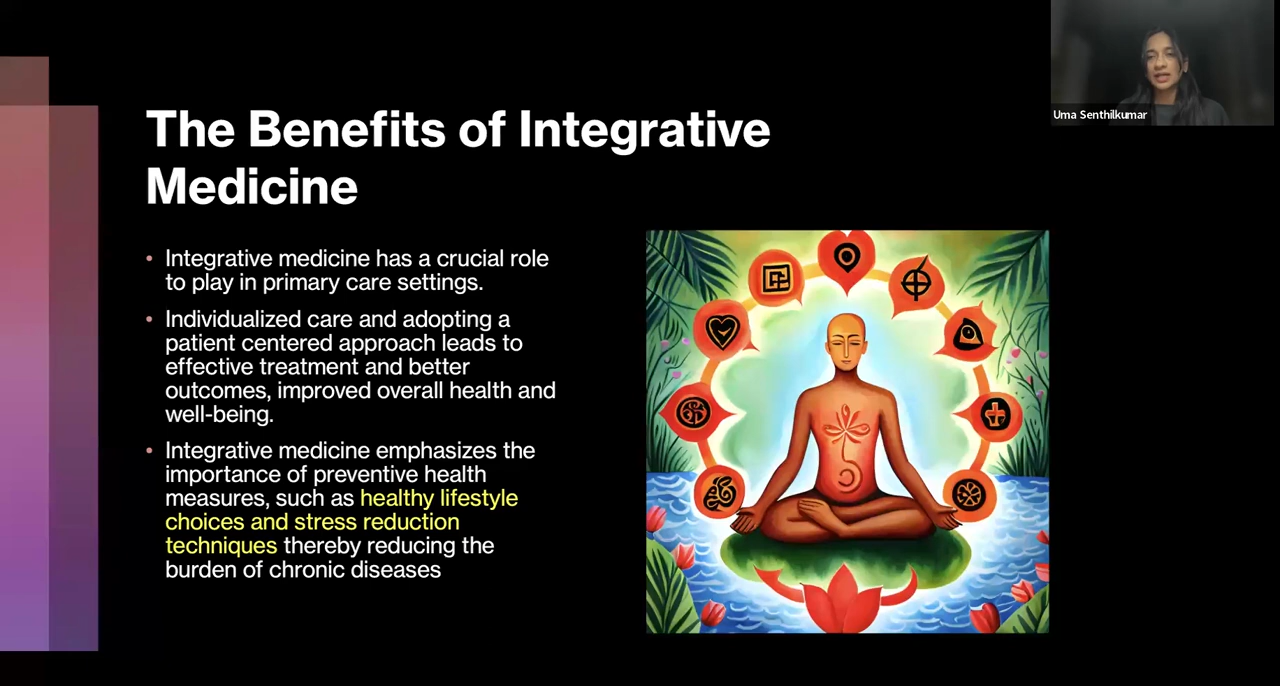 The Benefits of Integrative
Medicine
Uma Senthilkumar
• Integrative medicine has a crucial role
to play in primary care settings.
• Individualized care and adopting a
patient centered approach leads to
effective treatment and better
outcomes, improved overall health and
well-being.
• Integrative medicine emphasizes the
importance of preventive health
measures, such as healthy lifestyle
choices and stress reduction
techniques thereby reducing the
burden of chronic diseases